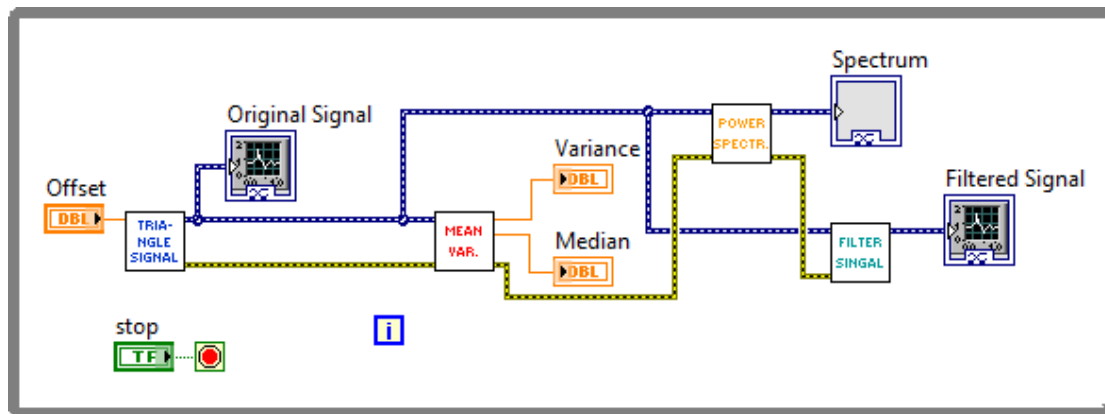 Spectrum
Original Signal
POWER
SPECTR.
Variance
DBL
Offset
DBL
Filtered Signal
TRIA-
NGLE
SIGNAL
MEAN
VAR.
Median
DBL
FILTER
SINGAL
stop
TF
i